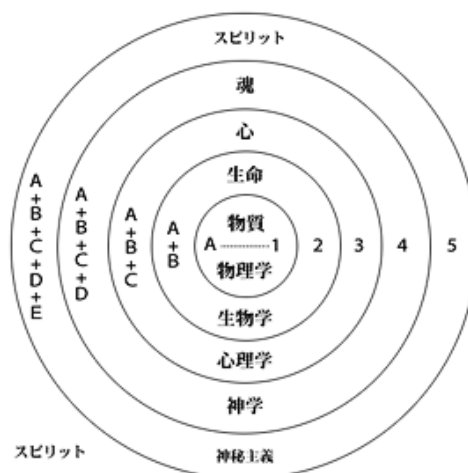 スピリット
魂
心
生命
物質
A 1 2 3 4 5
物理学
生物学
心理学
神学
神秘主義
スピリット
A+B
A+B+C
A+B+C+D
A+B+C+D+E